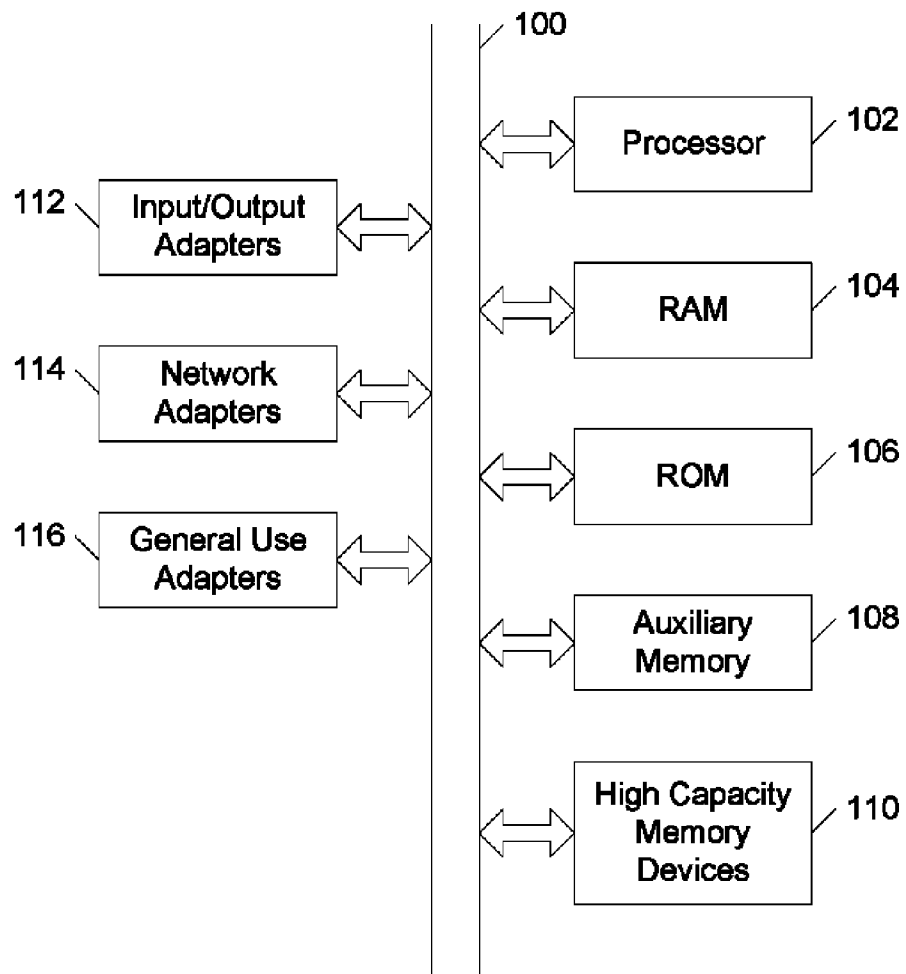 100
Processor
102
112
Input/Output
Adapters
RAM
104
114
Network
Adapters
ROM
106
116
General Use
Adapters
Auxiliary
Memory
108
High Capacity
Memory
Devices
110